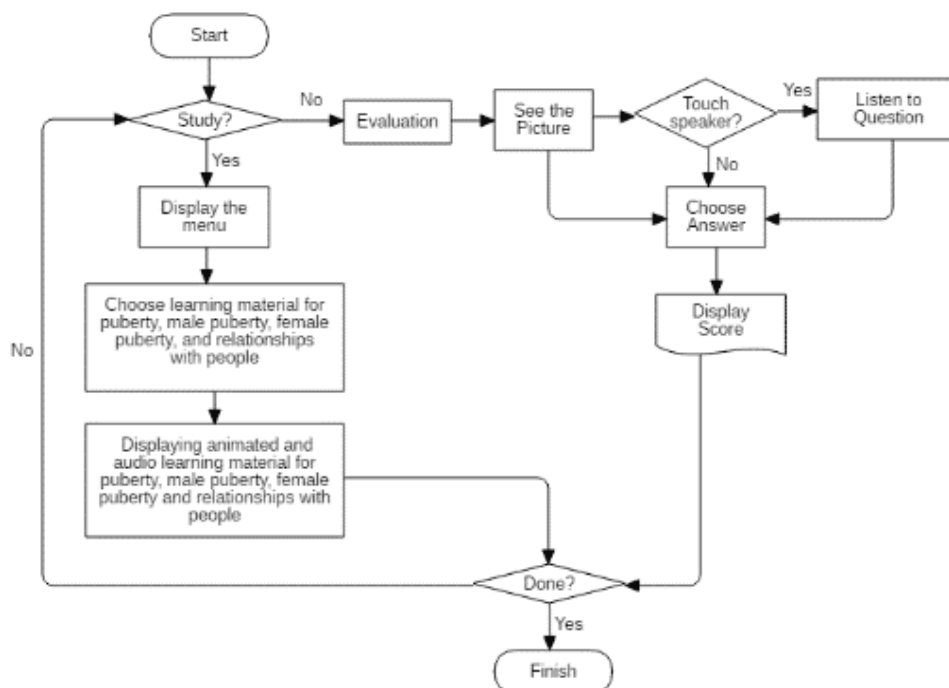 Start
Study?
No
Evaluation
See the
Picture
Touch
speaker?
Yes
Listen to
Question
Yes
No
Display the
menu
Choose
Answer
Choose learning material for
puberty, male puberty, female
puberty, and relationships
with people
Display
Score
No
Displaying animated and
audio learning material for
puberty, male puberty, female
puberty and relationships with
people
Done?
Yes
Finish